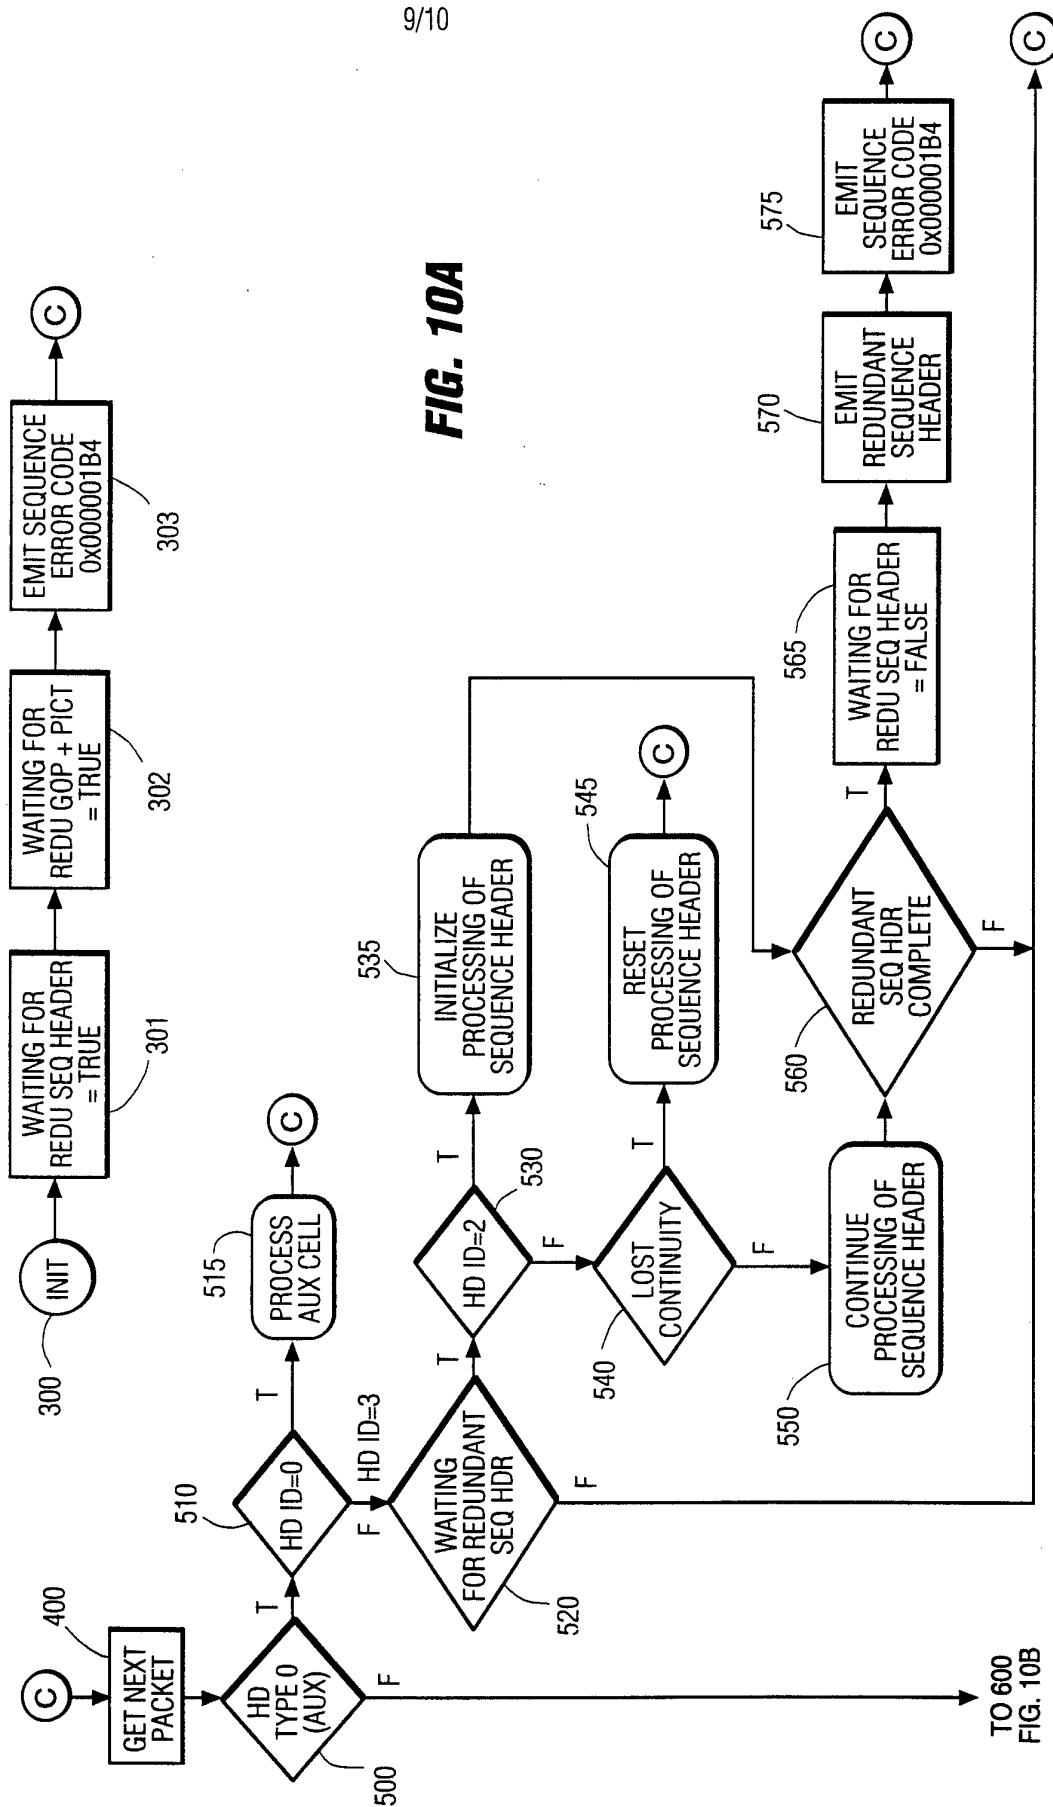 9/10
FIG. 10A
300
INIT
WAITING FOR
REDU SEQ HEADER
= TRUE
301
WAITING FOR
REDU GOP + PICT
= TRUE
302
EMIT SEQUENCE
ERROR CODE
0x000001B4
303
C
C
GET NEXT
PACKET
400
HD
TYPE 0
(AUX)
500
T
F
TO 600
FIG. 10B
HD ID=0
510
T
PROCESS
AUX CELL
515
C
F
HD ID=3
WAITING
FOR REDUNDANT
SEQ HDR
520
T
F
HD ID=2
530
T
F
INITIALIZE
PROCESSING OF
SEQUENCE HEADER
535
LOST
CONTINUITY
540
T
F
RESET
PROCESSING OF
SEQUENCE HEADER
545
C
CONTINUE
PROCESSING OF
SEQUENCE HEADER
550
REDUNDANT
SEQ HDR
COMPLETE
560
T
F
WAITING FOR
REDU SEQ HEADER
= FALSE
565
EMIT
REDUNDANT
SEQUENCE
HEADER
570
EMIT
SEQUENCE
ERROR CODE
0x000001B4
575
C
C